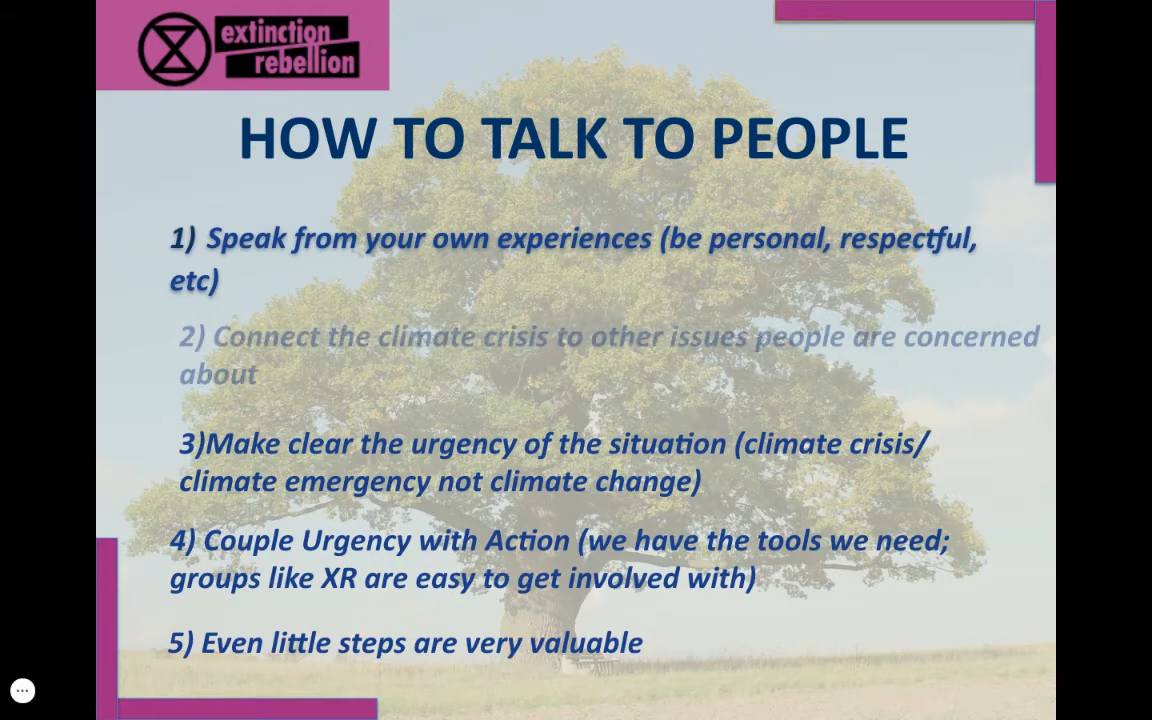 extinction
rebellion
HOW TO TALK TO PEOPLE
1) Speak from your own experiences (be personal, respectful,
etc)
2) Connect the climate crisis to other issues people are concerned
about
3)Make clear the urgency of the situation (climate crisis/
climate emergency not climate change)
4) Couple Urgency with Action (we have the tools we need;
groups like XR are easy to get involved with)
5) Even little steps are very valuable